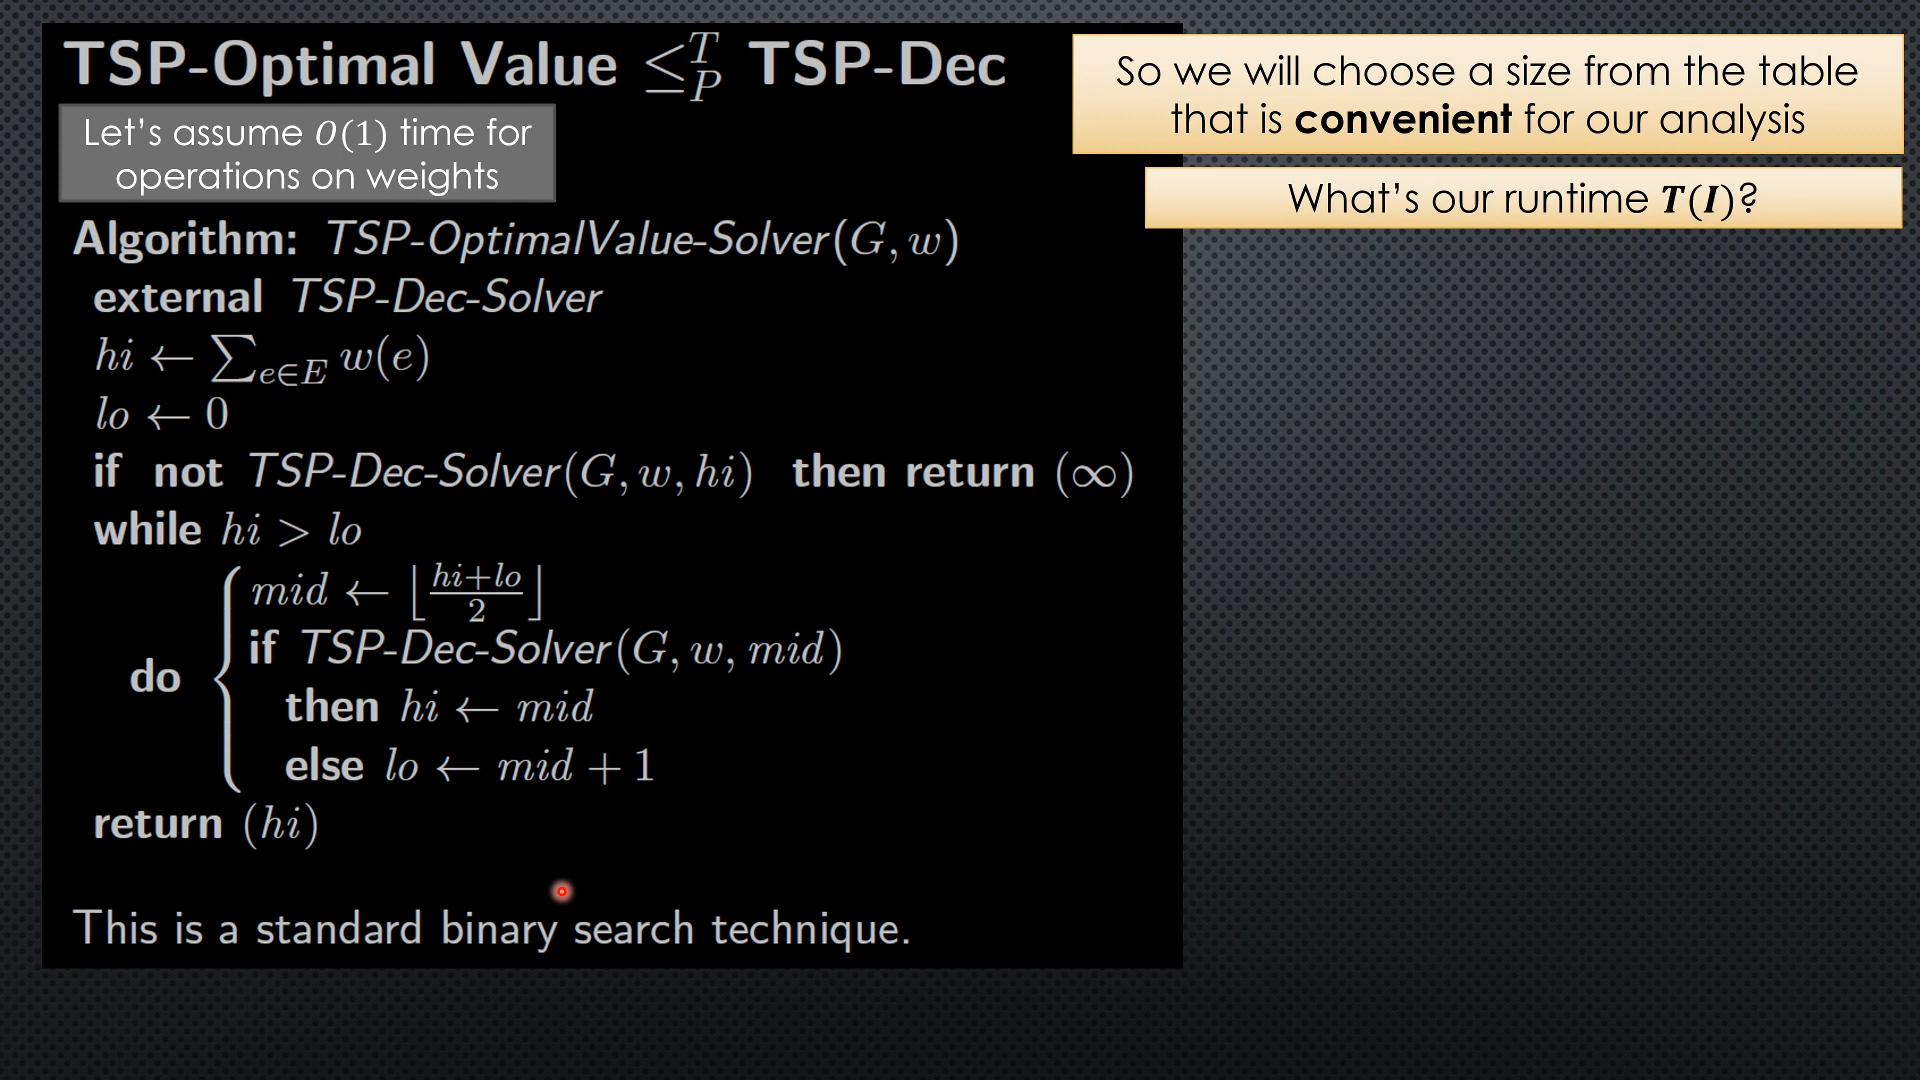 TSP-Optimal Value ≤_P^T TSP-Dec
Let's assume O(1) time for
operations on weights
So we will choose a size from the table
that is convenient for our analysis
What's our runtime T(I)?
Algorithm: TSP-OptimalValue-Solver(G, w)
external TSP-Dec-Solver
hi ← ∑_{e∈E} w(e)
lo ← 0
if not TSP-Dec-Solver(G, w, hi) then return (∞)
while hi > lo
mid ← ⌊(hi+lo)/2⌋
if TSP-Dec-Solver(G, w, mid)
do
then hi ← mid
else lo ← mid + 1
return (hi)
This is a standard binary search technique.